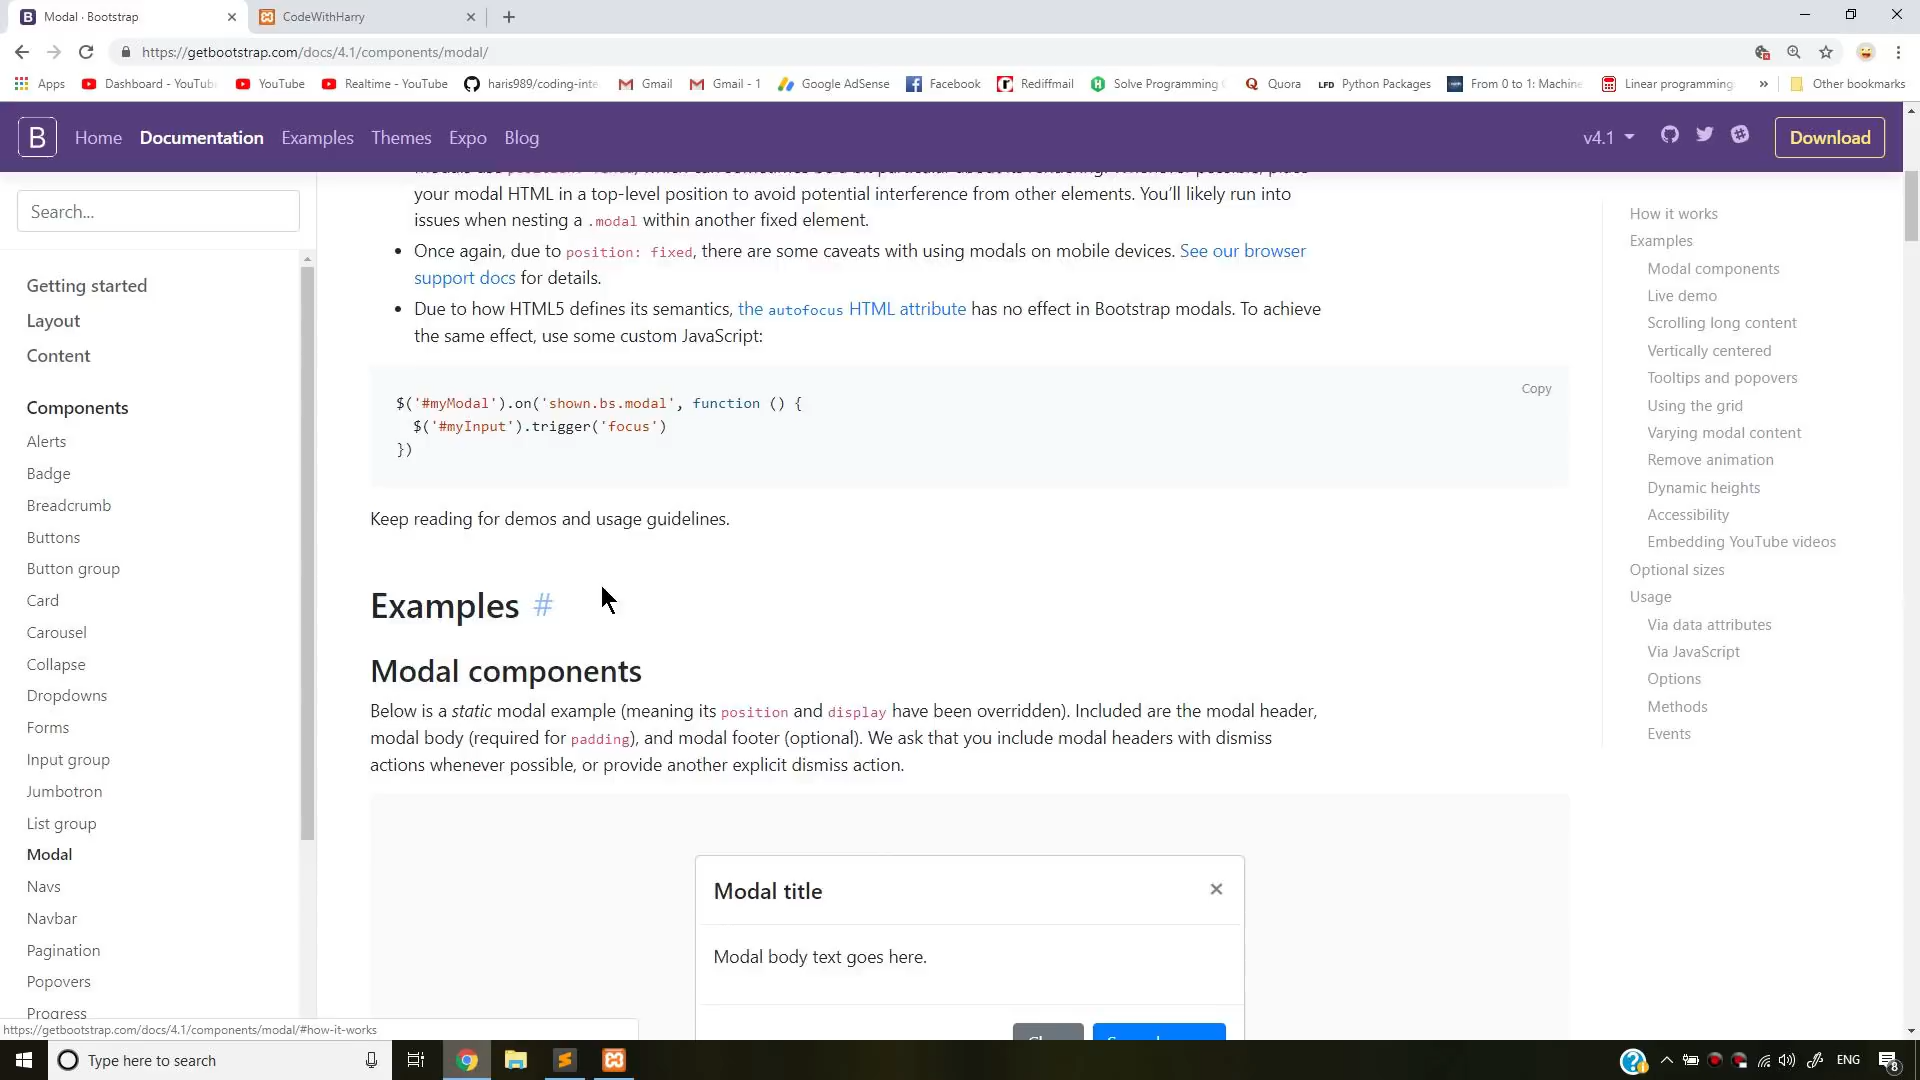 Modal · Bootstrap
CodeWithHarry
https://getbootstrap.com/docs/4.1/components/modal/
Apps
Dashboard - YouTub
YouTube
Realtime - YouTube
haris989/coding-inte
Gmail
Gmail - 1
Google AdSense
Facebook
Rediffmail
Solve Programming
Quora
LFD Python Packages
From 0 to 1: Machine
Linear programming
»
Other bookmarks
B
Home
Documentation
Examples
Themes
Expo
Blog
v4.1
Download
Search...
Getting started
Layout
Content
Components
Alerts
Badge
Breadcrumb
Buttons
Button group
Card
Carousel
Collapse
Dropdowns
Forms
Input group
Jumbotron
List group
Modal
Navs
Navbar
Pagination
Popovers
Progress
your modal HTML in a top-level position to avoid potential interference from other elements. You’ll likely run into
issues when nesting a .modal within another fixed element.
• Once again, due to position: fixed, there are some caveats with using modals on mobile devices. See our browser
support docs for details.
• Due to how HTML5 defines its semantics, the autofocus HTML attribute has no effect in Bootstrap modals. To achieve
the same effect, use some custom JavaScript:
Copy
$('#myModal').on('shown.bs.modal', function () {
$('#myInput').trigger('focus')
})
Keep reading for demos and usage guidelines.
Examples #
Modal components
Below is a static modal example (meaning its position and display have been overridden). Included are the modal header,
modal body (required for padding), and modal footer (optional). We ask that you include modal headers with dismiss
actions whenever possible, or provide another explicit dismiss action.
Modal title
×
Modal body text goes here.
How it works
Examples
Modal components
Live demo
Scrolling long content
Vertically centered
Tooltips and popovers
Using the grid
Varying modal content
Remove animation
Dynamic heights
Accessibility
Embedding YouTube videos
Optional sizes
Usage
Via data attributes
Via JavaScript
Options
Methods
Events
https://getbootstrap.com/docs/4.1/components/modal/#how-it-works
Type here to search
ENG
8